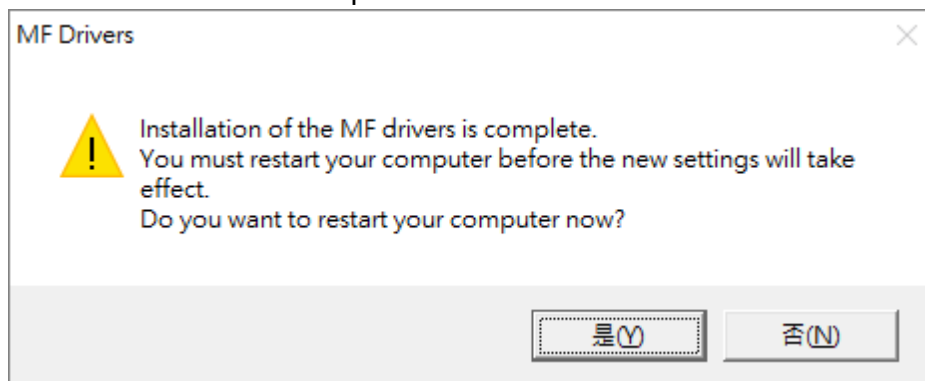 MF Drivers
Installation of the MF drivers is complete.
You must restart your computer before the new settings will take
effect.
Do you want to restart your computer now?
是(Y) 否(N)